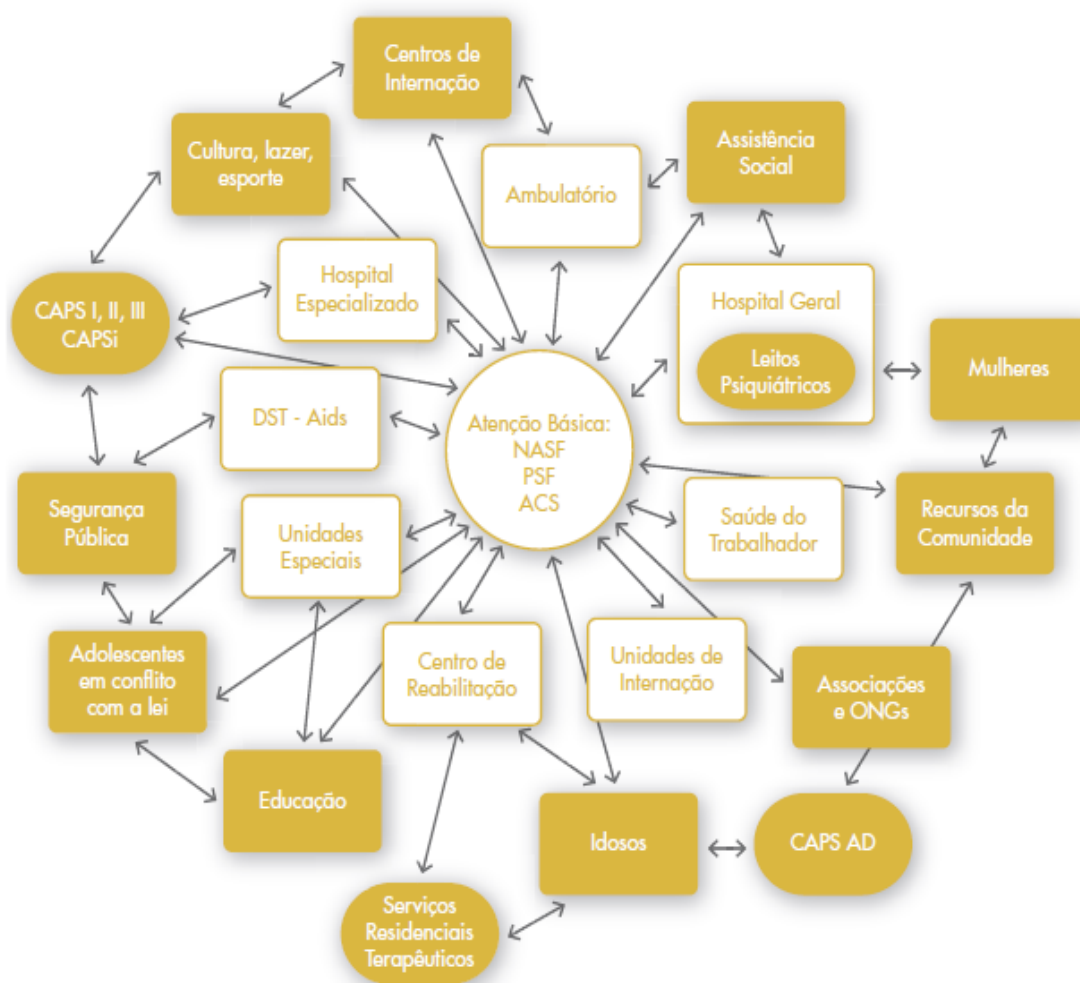 Centros de
Internação
Cultura, lazer,
esporte
Ambulatório
Assistência
Social
Hospital
Especializado
CAPS I, II, III
CAPSi
Hospital Geral
Leitos
Psiquiátricos
Mulheres
DST - Aids
Atenção Básica:
NASF
PSF
ACS
Segurança
Pública
Unidades
Especiais
Saúde do
Trabalhador
Recursos da
Comunidade
Adolescentes
em conflito
com a lei
Centro de
Reabilitação
Unidades de
Internação
Associações
e ONGs
Educação
Idosos
CAPS AD
Serviços
Residenciais
Terapêuticos